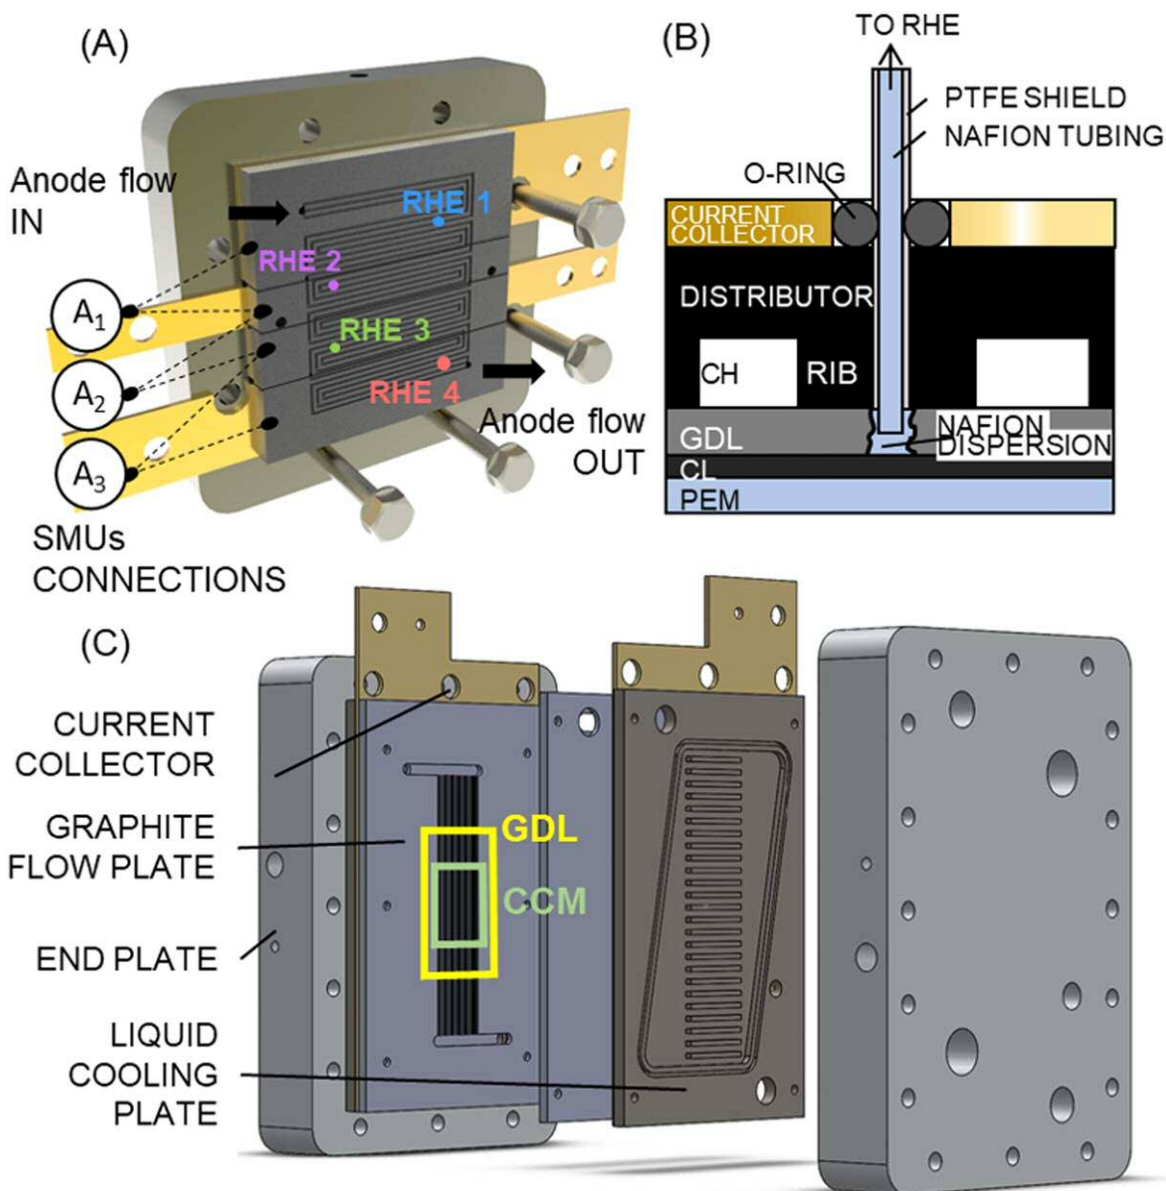 (A)
Anode flow
IN
RHE 1
RHE 2
RHE 3
RHE 4
A1
A2
A3
Anode flow
OUT
SMUs
CONNECTIONS
(B)
TO RHE
PTFE SHIELD
NAFION TUBING
O-RING
CURRENT
COLLECTOR
DISTRIBUTOR
CH
RIB
GDL
NAFION
DISPERSION
CL
PEM
(C)
CURRENT
COLLECTOR
GRAPHITE
FLOW PLATE
END PLATE
LIQUID
COOLING
PLATE
GDL
CCM